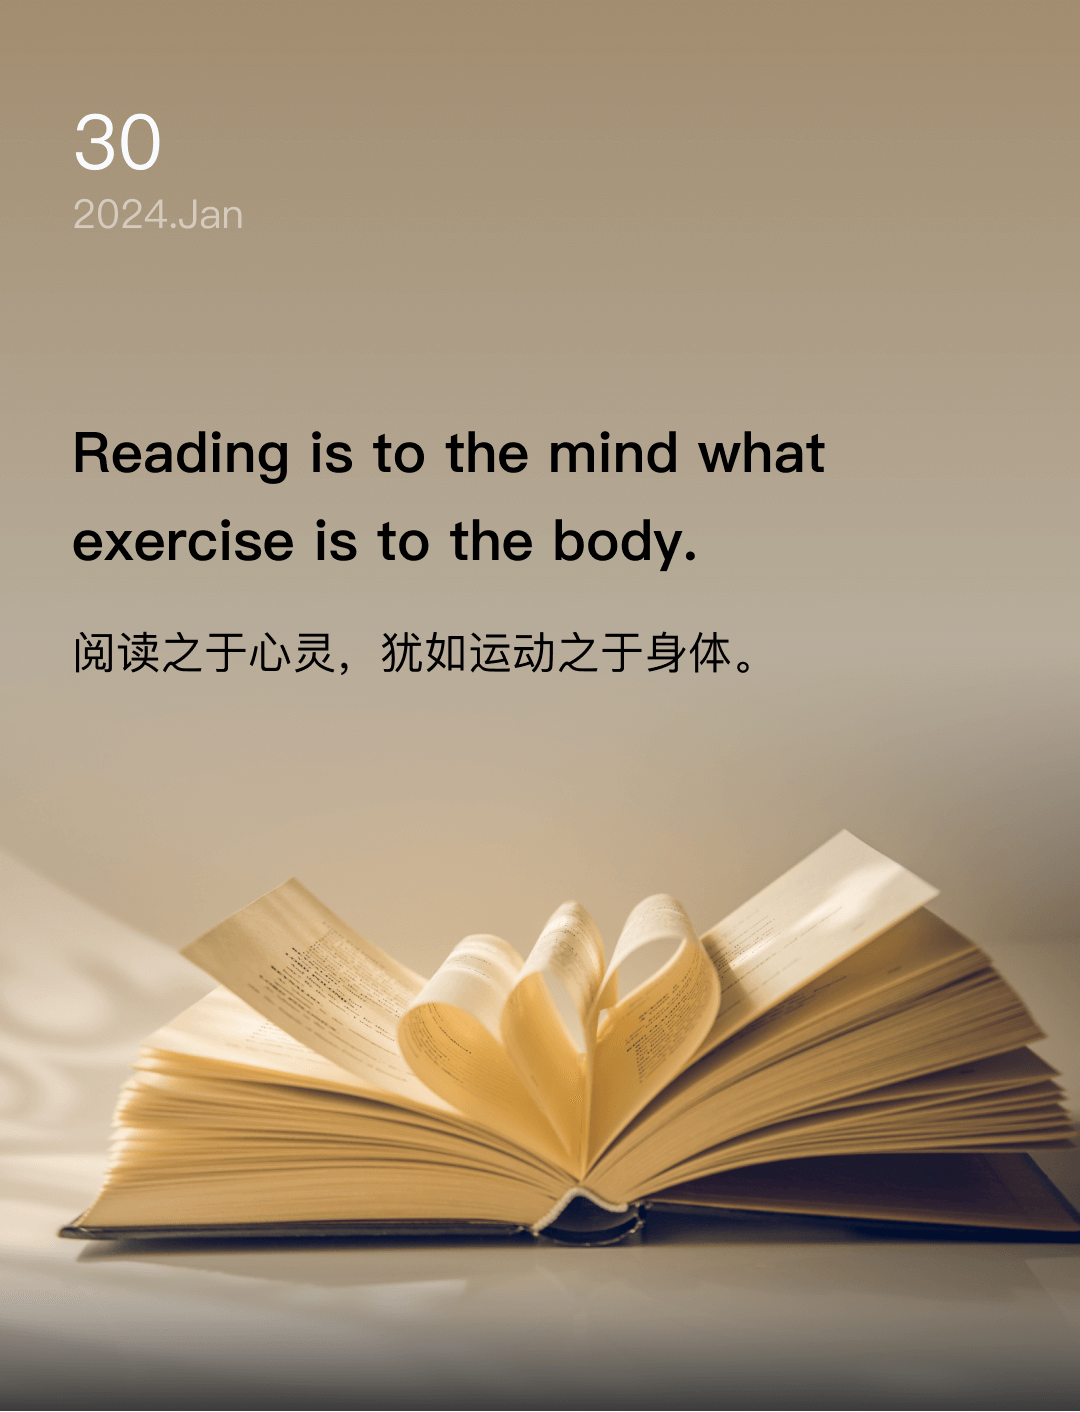 30
2024.Jan
Reading is to the mind what
exercise is to the body.
阅读之于心灵，犹如运动之于身体。